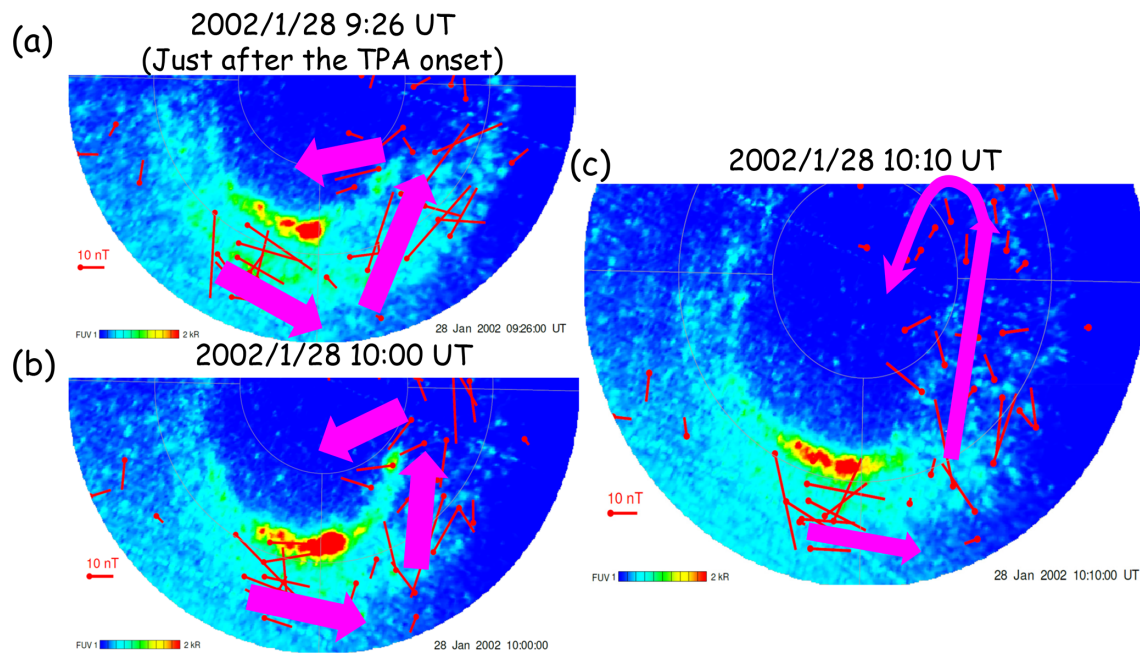 (a)
2002/1/28 9:26 UT
(Just after the TPA onset)
10 nT
FUV 1
2 kR
28 Jan 2002 09:26:00 UT
(b)
2002/1/28 10:00 UT
10 nT
FUV 1
2 kR
28 Jan 2002 10:00:00
(c)
2002/1/28 10:10 UT
10 nT
FUV 1
2 kR
28 Jan 2002 10:10:00 UT